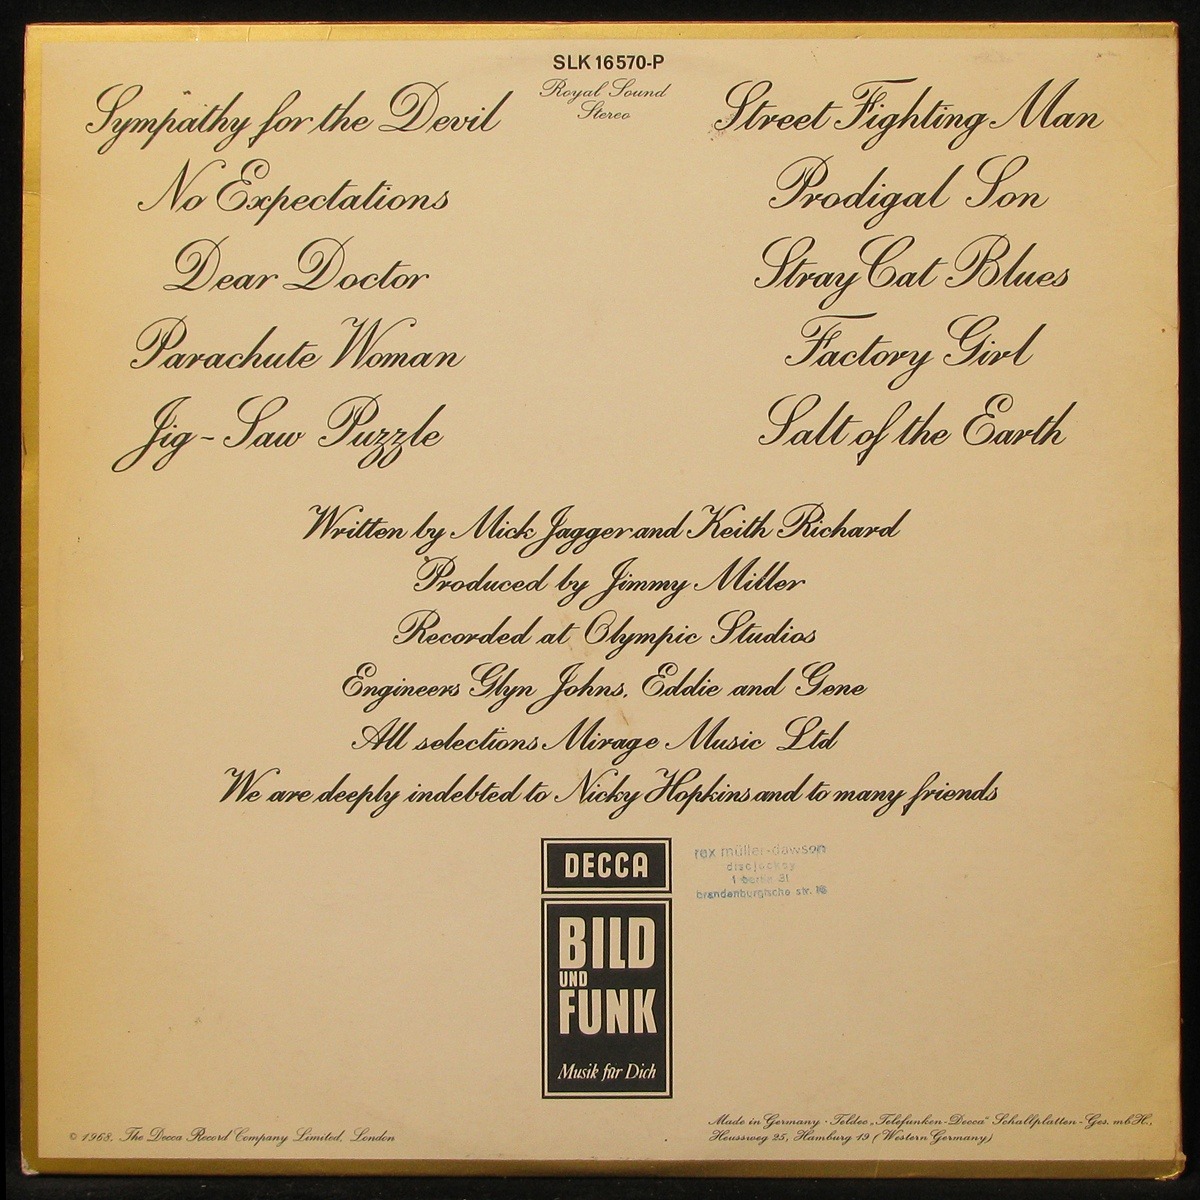 SLK 16570-P
Royal Sound
Stereo
Sympathy for the Devil
No Expectations
Dear Doctor
Parachute Woman
Jig-Saw Puzzle
Street Fighting Man
Prodigal Son
Stray Cat Blues
Factory Girl
Salt of the Earth
Written by Mick Jagger and Keith Richard
Produced by Jimmy Miller
Recorded at Olympic Studios
Engineers Glyn Johns, Eddie and Gene
All selections Mirage Music Ltd
We are deeply indebted to Nicky Hopkins and to many friends
DECCA
BILD
UND
FUNK
Musik für Dich
rex müller-dawson
discjockey
1 berlin 31
brandenburgische str. 16
© 1968, The Decca Record Company Limited, London
Made in Germany · Teldec „Telefunken-Decca“ Schallplatten-Ges. mbH.,
Heussweg 25, Hamburg 19 (Western Germany)